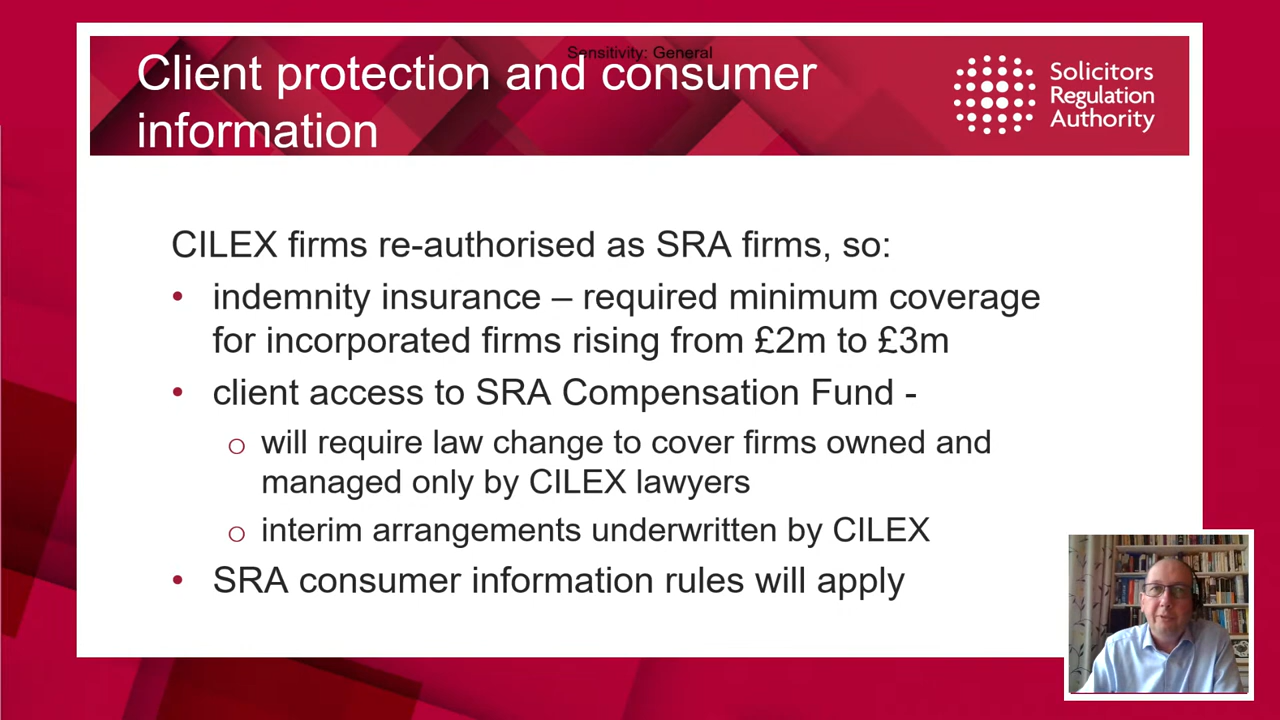 Sensitivity: General
Client protection and consumer
information
Solicitors
Regulation
Authority
CILEX firms re-authorised as SRA firms, so:
• indemnity insurance – required minimum coverage
for incorporated firms rising from £2m to £3m
• client access to SRA Compensation Fund -
o will require law change to cover firms owned and
managed only by CILEX lawyers
o interim arrangements underwritten by CILEX
• SRA consumer information rules will apply